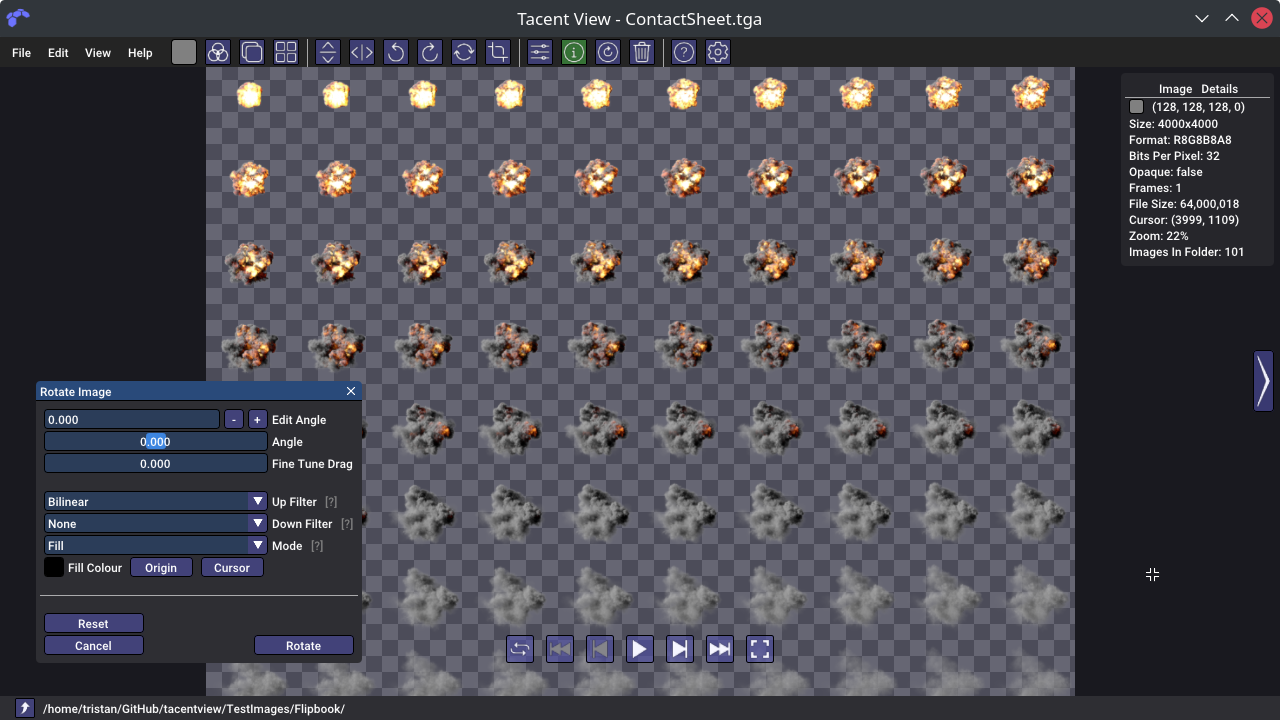 Tacent View - ContactSheet.tga
File Edit View Help
Image Details
(128, 128, 128, 0)
Size: 4000x4000
Format: R8G8B8A8
Bits Per Pixel: 32
Opaque: false
Frames: 1
File Size: 64,000,018
Cursor: (3999, 1109)
Zoom: 22%
Images In Folder: 101
Rotate Image
0.000 - + Edit Angle
0.000 Angle
0.000 Fine Tune Drag
Bilinear Up Filter [?]
None Down Filter [?]
Fill Mode [?]
Fill Colour Origin Cursor
Reset
Cancel Rotate
/home/tristan/GitHub/tacentview/TestImages/Flipbook/